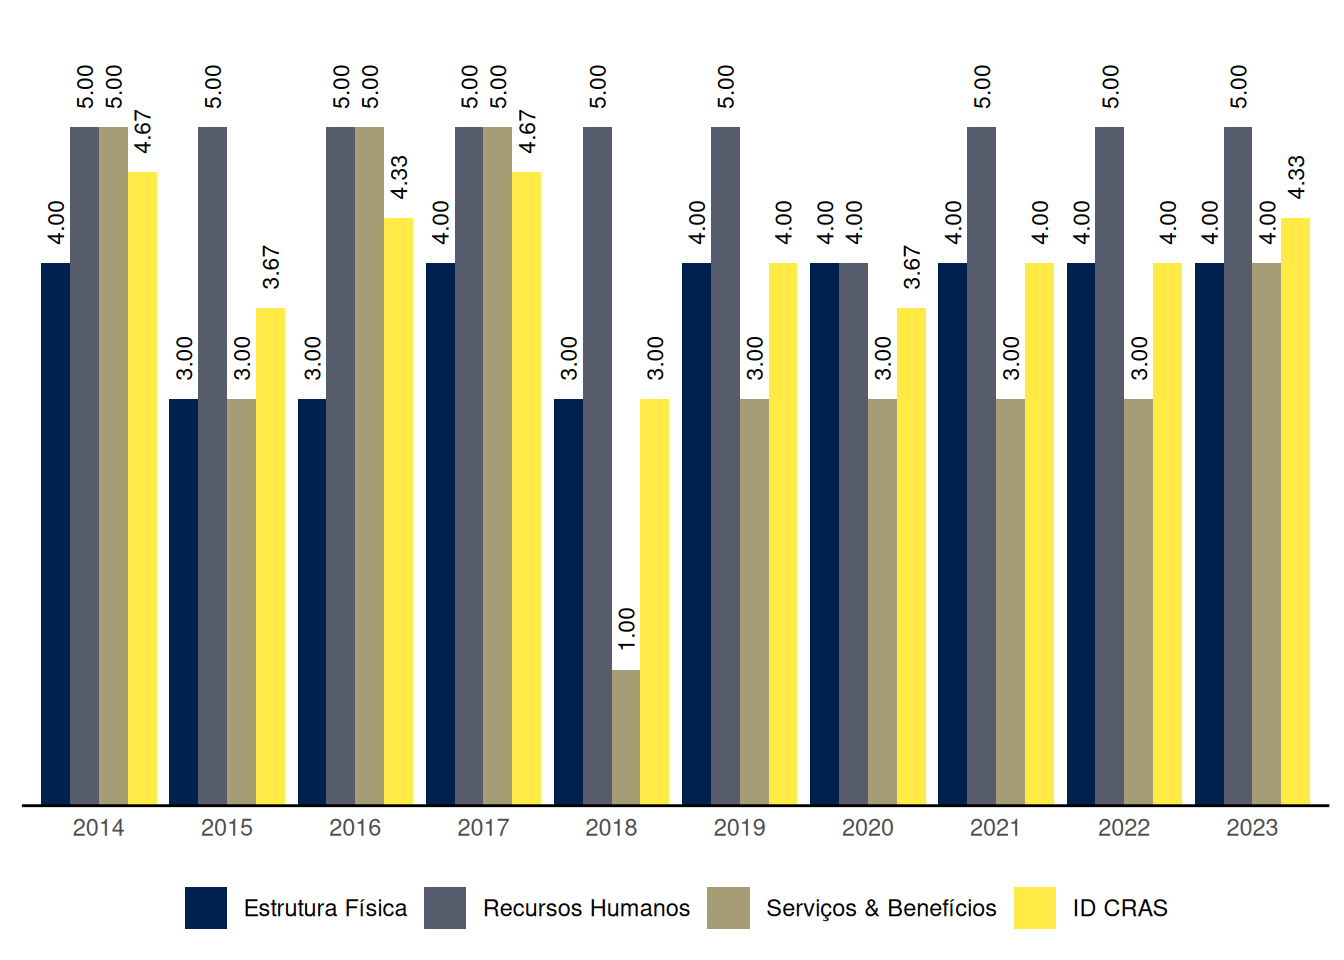 5.00 5.00 5.00 5.00 5.00 5.00 5.00 5.00 5.00 5.00 5.00 5.00
4.67 4.67
4.33 4.33
4.00 4.00 4.00 4.00 4.00 4.00 4.00 4.00 4.00 4.00 4.00 4.00
3.67 3.67
3.00 3.00 3.00 3.00 3.00 3.00 3.00 3.00 3.00
1.00
2014 2015 2016 2017 2018 2019 2020 2021 2022 2023
Estrutura Física Recursos Humanos Serviços & Benefícios ID CRAS